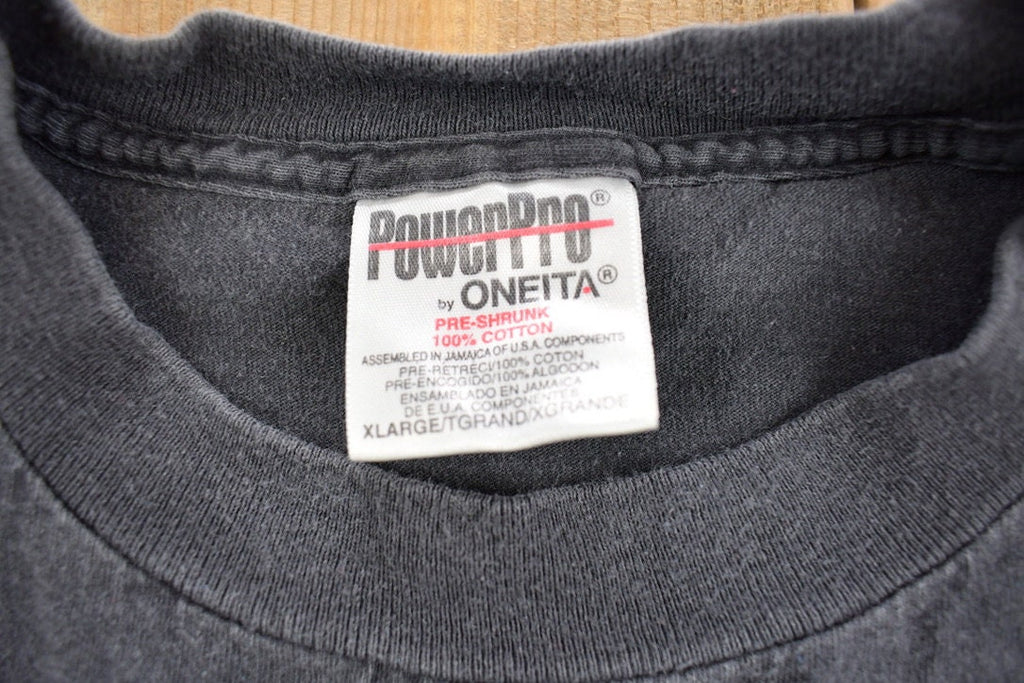 PowerPro®
by ONEITA®
PRE-SHRUNK
100% COTTON
ASSEMBLED IN JAMAICA OF U.S.A. COMPONENTS
PRE-RETRECI/100% COTON
PRE-ENCOGIDO/100% ALGODON
ENSAMBLADO EN JAMAICA
DE E.U.A. COMPONENTES
XLARGE/TGRAND/XGRANDE